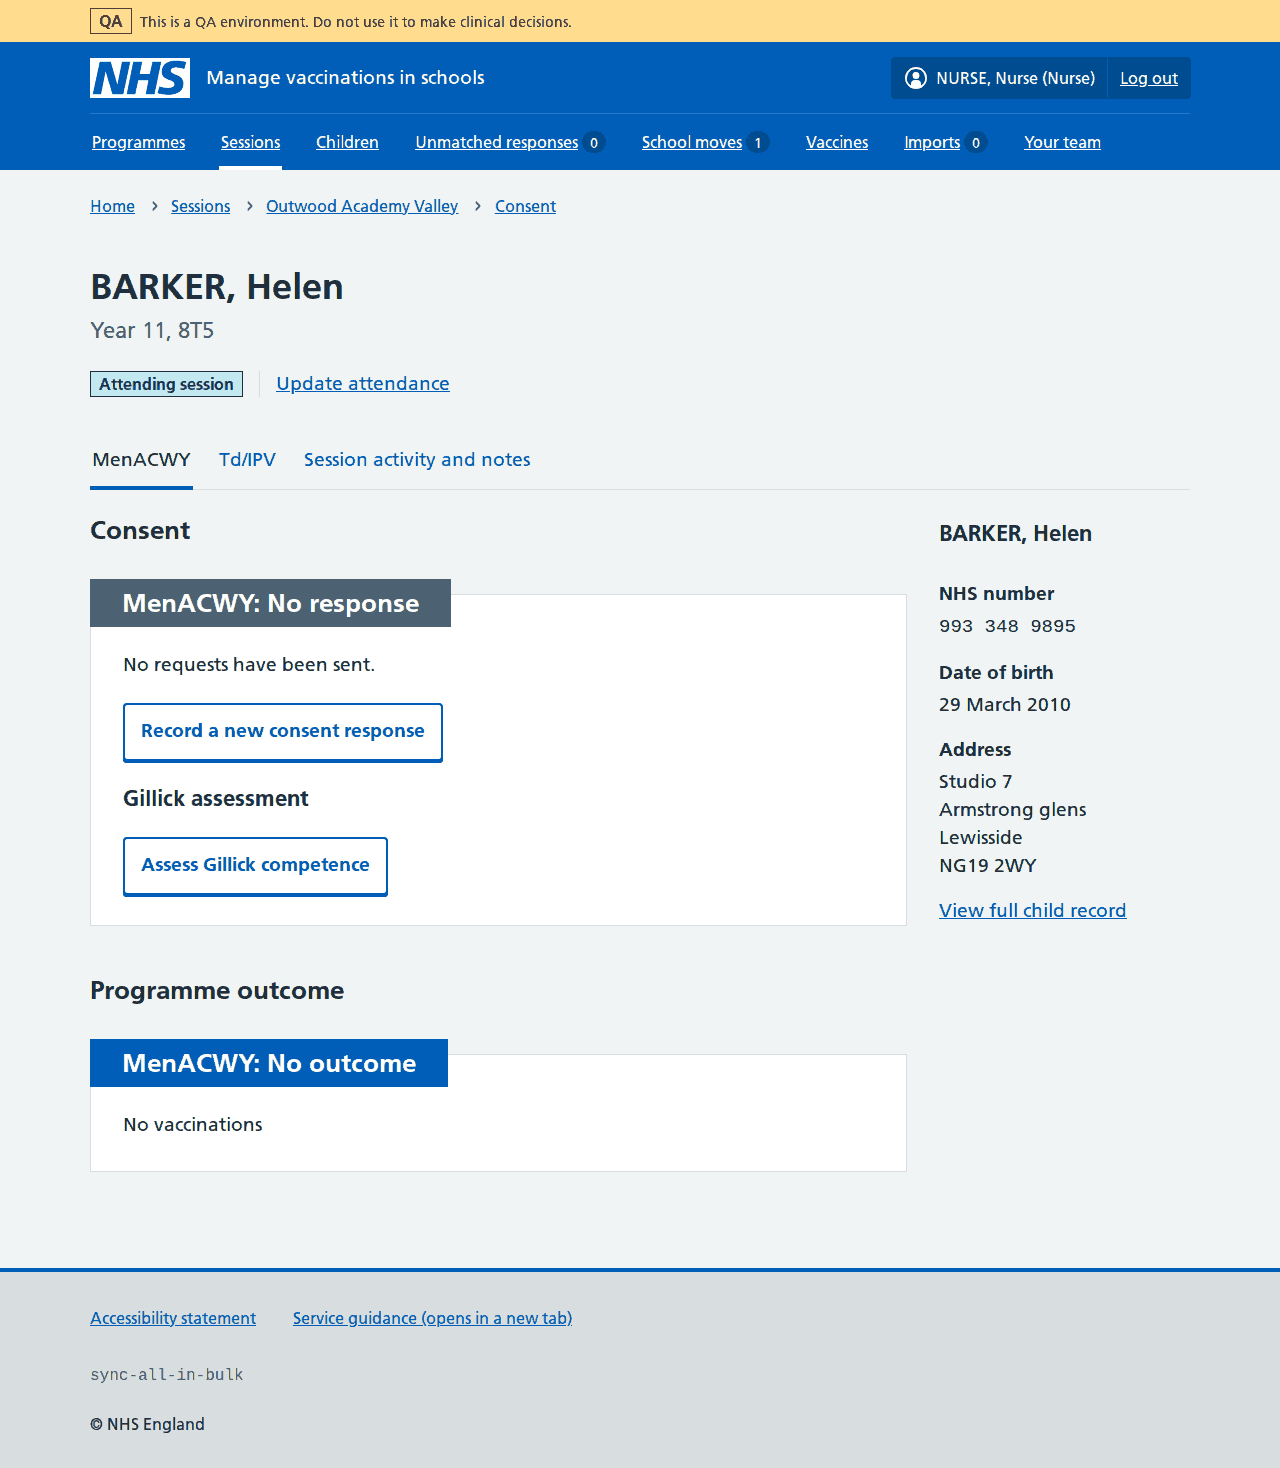 QA This is a QA environment. Do not use it to make clinical decisions.
NHS Manage vaccinations in schools NURSE, Nurse (Nurse) Log out
Programmes Sessions Children Unmatched responses 0 School moves 1 Vaccines Imports 0 Your team
Home › Sessions › Outwood Academy Valley › Consent
BARKER, Helen
Year 11, 8T5
Attending session Update attendance
MenACWY Td/IPV Session activity and notes
Consent
MenACWY: No response
No requests have been sent.
Record a new consent response
Gillick assessment
Assess Gillick competence
Programme outcome
MenACWY: No outcome
No vaccinations
BARKER, Helen
NHS number
993 348 9895
Date of birth
29 March 2010
Address
Studio 7
Armstrong glens
Lewisside
NG19 2WY
View full child record
Accessibility statement Service guidance (opens in a new tab)
sync-all-in-bulk
© NHS England